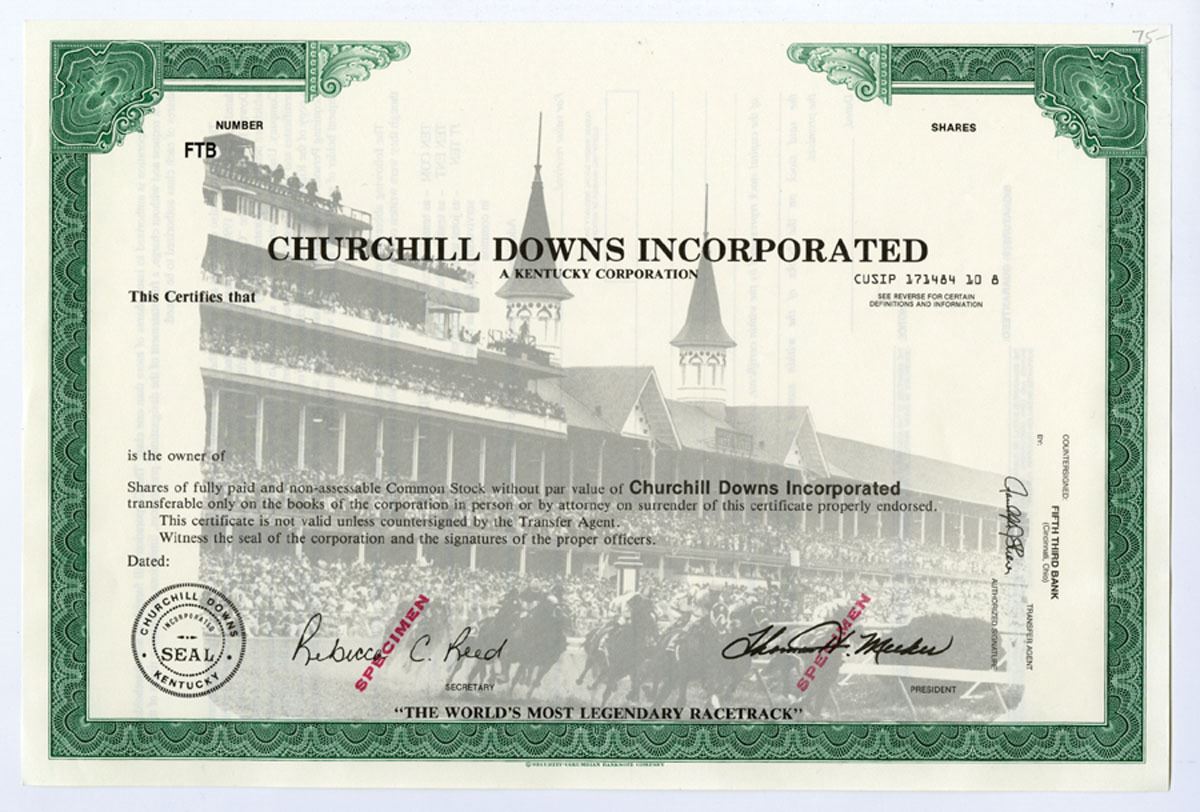 75-
NUMBER
SHARES
FTB
CHURCHILL DOWNS INCORPORATED
A KENTUCKY CORPORATION
CUSIP 171484 10 8
This Certifies that
SEE REVERSE FOR CERTAIN
DEFINITIONS AND INFORMATION
is the owner of
Shares of fully paid and non-assessable Common Stock without par value of Churchill Downs Incorporated
transferable only on the books of the corporation in person or by attorney on surrender of this certificate properly endorsed.
This certificate is not valid unless countersigned by the Transfer Agent.
Witness the seal of the corporation and the signatures of the proper officers.
Dated:
COUNTERSIGNED:
FIFTH THIRD BANK
(Cincinnati, Ohio)
TRANSFER AGENT
BY:
AUTHORIZED SIGNATURE
CHURCHILL DOWNS
INCORPORATED
SEAL
KENTUCKY
Rebecca C. Reed
SPECIMEN
SECRETARY
Thomas H. Meeker
SPECIMEN
PRESIDENT
"THE WORLD'S MOST LEGENDARY RACETRACK"
© SECURITY-COLUMBIAN BANKNOTE COMPANY